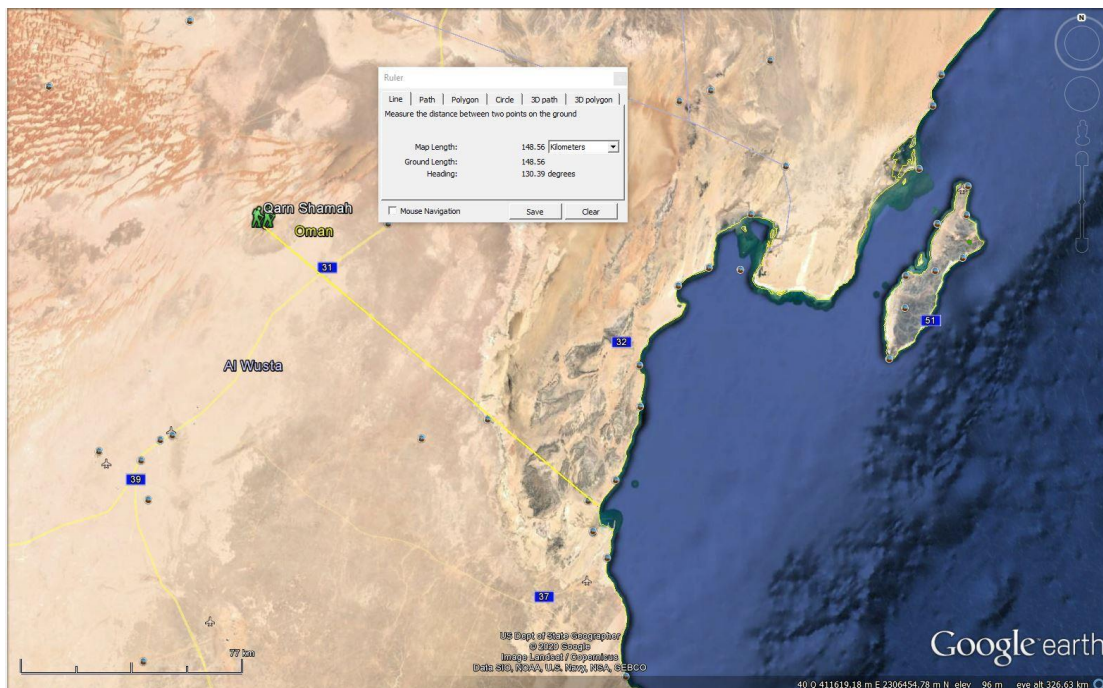 N
Ruler
Line Path Polygon Circle 3D path 3D polygon
Measure the distance between two points on the ground
Map Length: 148.56 Kilometers
Ground Length: 148.56
Heading: 130.39 degrees
Mouse Navigation Save Clear
Qarn Shamah
Oman
31
51
32
Al Wusta
39
37
US Dept of State Geographer
© 2020 Google
Image Landsat / Copernicus
Data SIO, NOAA, U.S. Navy, NGA, GEBCO
77 km
Google earth
40 Q 411619.18 m E 2306454.78 m N elev 96 m eye alt 326.63 km